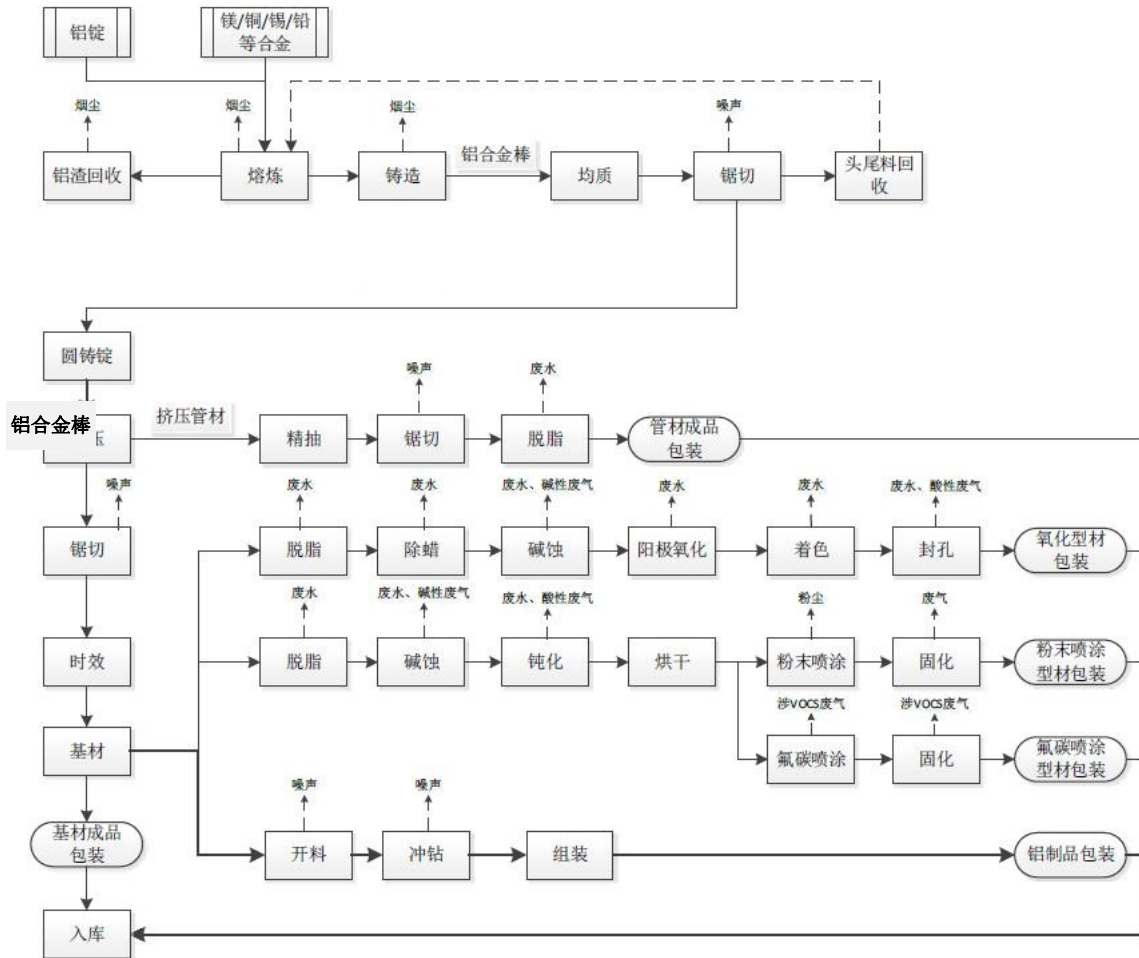 铝锭
镁/铜/锡/铅
等合金
烟尘
烟尘
烟尘
噪声
铝渣回收
熔炼
铸造
铝合金棒
均质
锯切
头尾料回
收
圆铸锭
噪声
废水
铝合金棒
压
挤压管材
精抽
锯切
脱脂
管材成品
包装
噪声
废水
废水
废水、碱性废气
废水
废水
废水、酸性废气
锯切
脱脂
除蜡
碱蚀
阳极氧化
着色
封孔
氧化型材
包装
废水
废水、碱性废气
废水、酸性废气
粉尘
废气
时效
脱脂
碱蚀
钝化
烘干
粉末喷涂
固化
粉末喷涂
型材包装
涉VOCS废气
涉VOCS废气
基材
氟碳喷涂
固化
氟碳喷涂
型材包装
噪声
噪声
基材成品
包装
开料
冲钻
组装
铝制品包装
入库